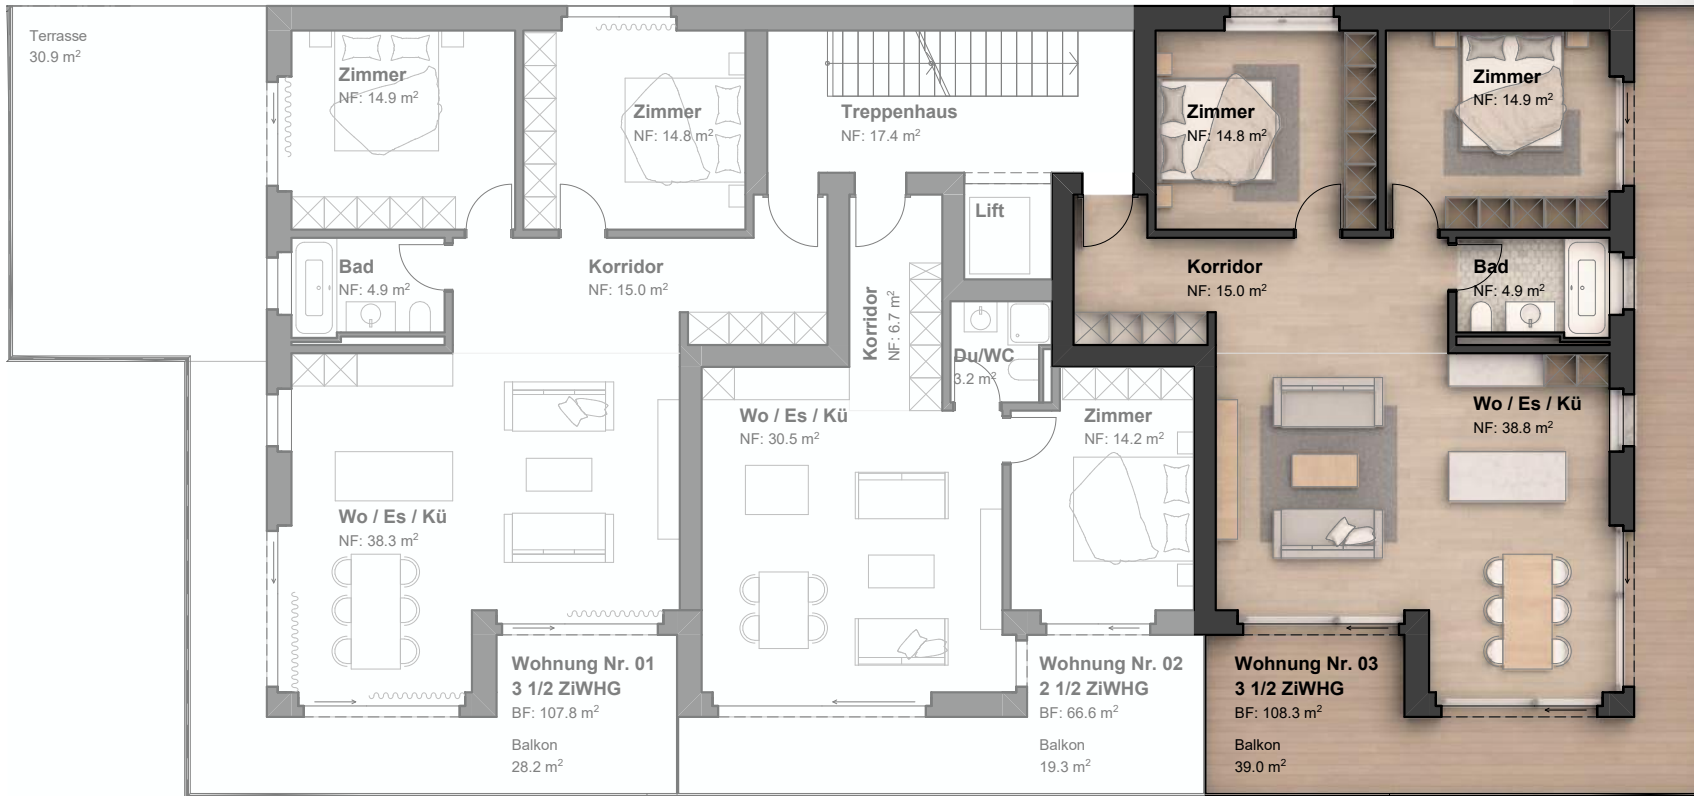 Terrasse
30.9 m²
Zimmer
NF: 14.9 m²
Zimmer
NF: 14.8 m²
Treppenhaus
NF: 17.4 m²
Zimmer
NF: 14.8 m²
Zimmer
NF: 14.9 m²
Lift
Bad
NF: 4.9 m²
Korridor
NF: 15.0 m²
Korridor
NF: 6.7 m²
Korridor
NF: 15.0 m²
Bad
NF: 4.9 m²
Du/WC
3.2 m²
Wo / Es / Kü
NF: 30.5 m²
Zimmer
NF: 14.2 m²
Wo / Es / Kü
NF: 38.8 m²
Wo / Es / Kü
NF: 38.3 m²
Wohnung Nr. 01
3 1/2 ZiWHG
BF: 107.8 m²
Balkon
28.2 m²
Wohnung Nr. 02
2 1/2 ZiWHG
BF: 66.6 m²
Balkon
19.3 m²
Wohnung Nr. 03
3 1/2 ZiWHG
BF: 108.3 m²
Balkon
39.0 m²